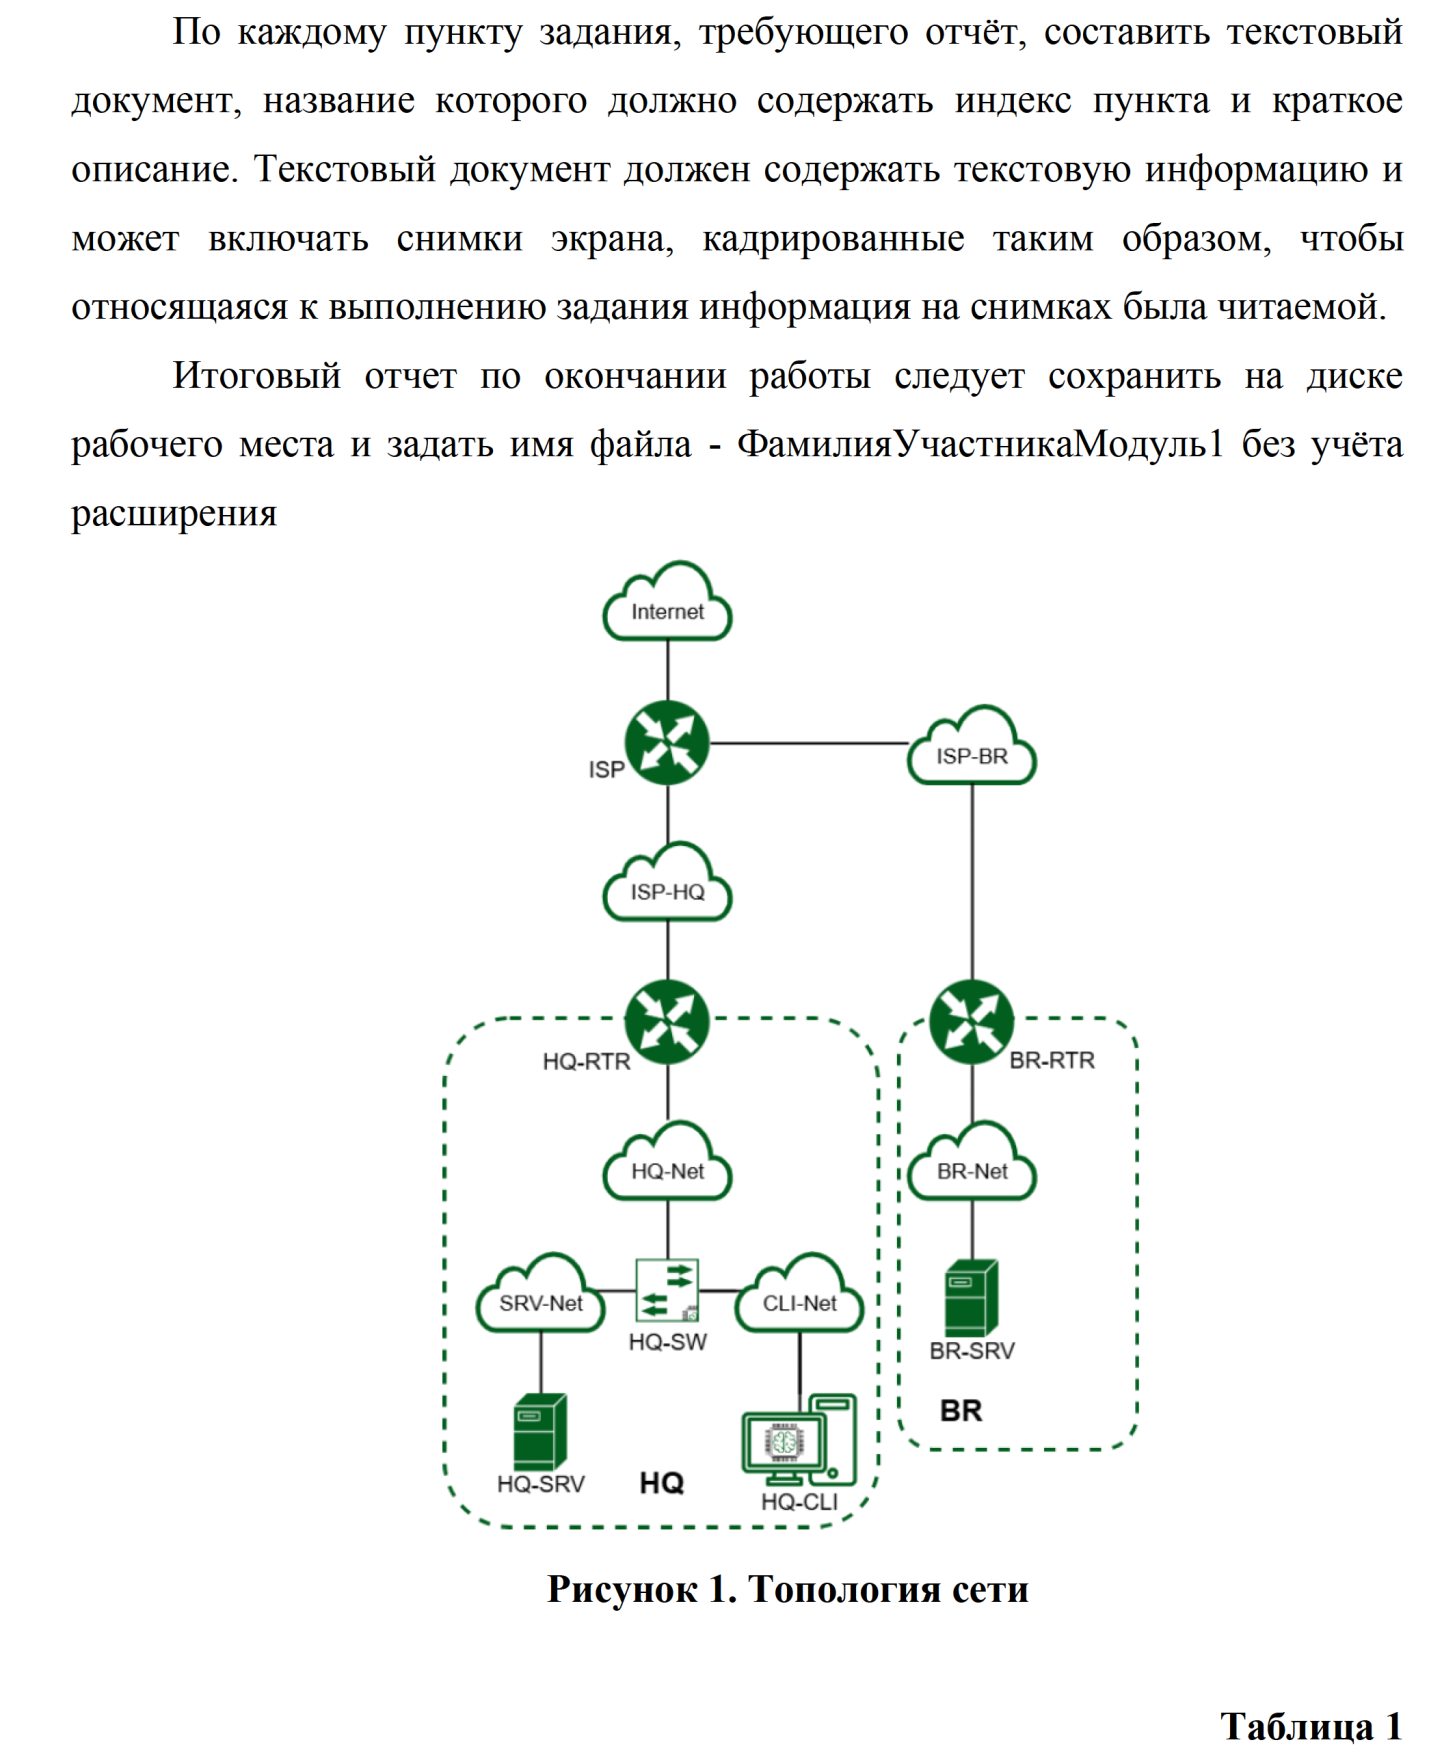 По каждому пункту задания, требующего отчёт, составить текстовый
документ, название которого должно содержать индекс пункта и краткое
описание. Текстовый документ должен содержать текстовую информацию и
может включать снимки экрана, кадрированные таким образом, чтобы
относящаяся к выполнению задания информация на снимках была читаемой.
Итоговый отчет по окончании работы следует сохранить на диске
рабочего места и задать имя файла - ФамилияУчастникаМодуль1 без учёта
расширения
Internet
ISP
ISP-BR
ISP-HQ
HQ-RTR
BR-RTR
HQ-Net
BR-Net
SRV-Net
CLI-Net
HQ-SW
BR-SRV
BR
HQ-SRV
HQ
HQ-CLI
Рисунок 1. Топология сети
Таблица 1